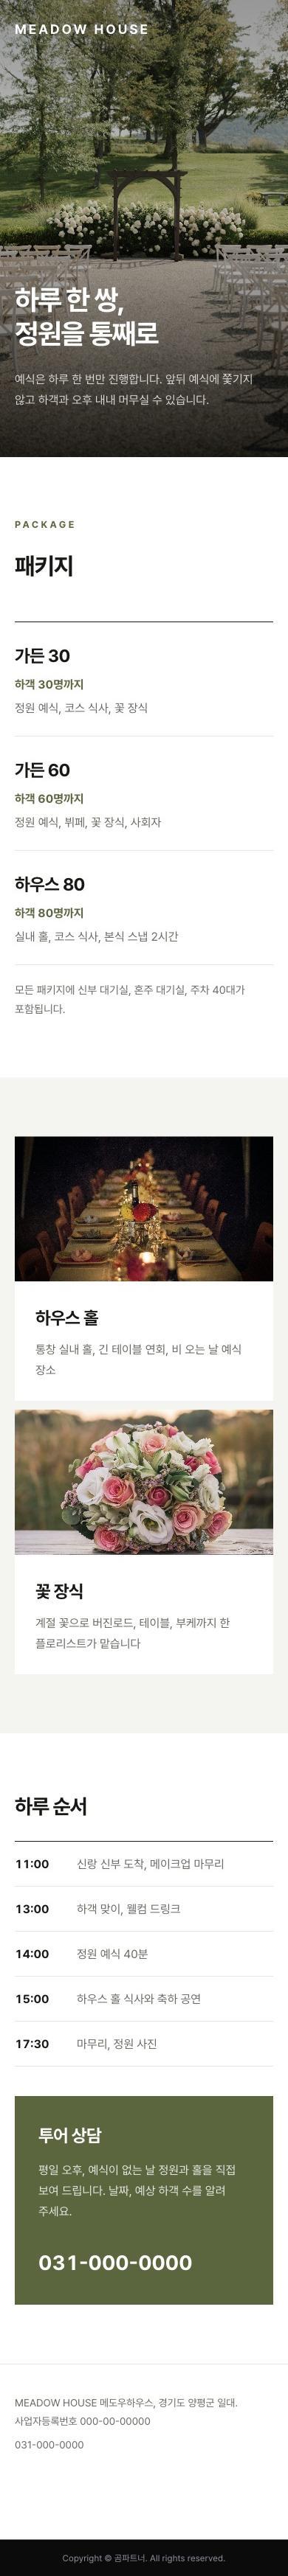 MEADOW HOUSE
하루 한 쌍,
정원을 통째로
예식은 하루 한 번만 진행합니다. 앞뒤 예식에 쫓기지
않고 하객과 오후 내내 머무실 수 있습니다.
PACKAGE
패키지
가든 30
하객 30명까지
정원 예식, 코스 식사, 꽃 장식
가든 60
하객 60명까지
정원 예식, 뷔페, 꽃 장식, 사회자
하우스 80
하객 80명까지
실내 홀, 코스 식사, 본식 스냅 2시간
모든 패키지에 신부 대기실, 혼주 대기실, 주차 40대가
포함됩니다.
하우스 홀
통창 실내 홀, 긴 테이블 연회, 비 오는 날 예식
장소
꽃 장식
계절 꽃으로 버진로드, 테이블, 부케까지 한
플로리스트가 맡습니다
하루 순서
11:00 신랑 신부 도착, 메이크업 마무리
13:00 하객 맞이, 웰컴 드링크
14:00 정원 예식 40분
15:00 하우스 홀 식사와 축하 공연
17:30 마무리, 정원 사진
투어 상담
평일 오후, 예식이 없는 날 정원과 홀을 직접
보여 드립니다. 날짜, 예상 하객 수를 알려
주세요.
031-000-0000
MEADOW HOUSE 메도우하우스, 경기도 양평군 일대.
사업자등록번호 000-00-00000
031-000-0000
Copyright © 곰파트너. All rights reserved.